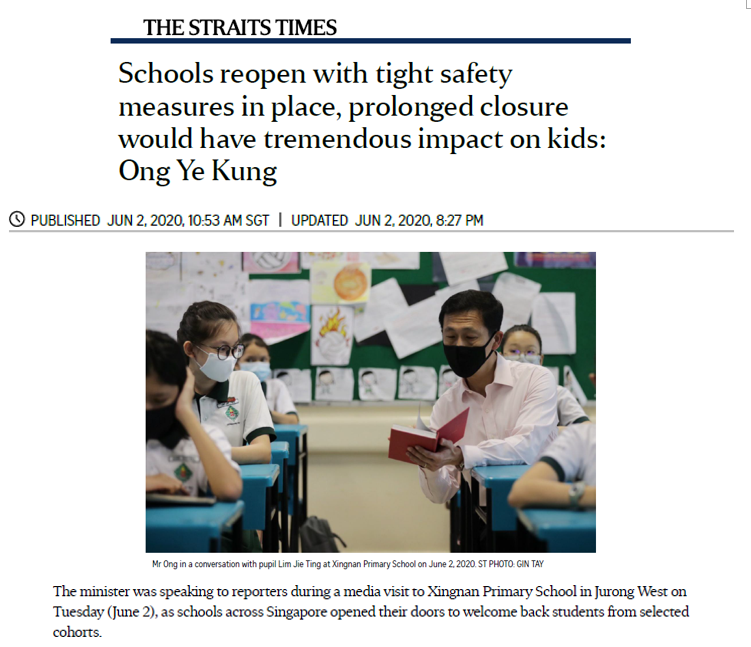 THE STRAITS TIMES
Schools reopen with tight safety
measures in place, prolonged closure
would have tremendous impact on kids:
Ong Ye Kung
PUBLISHED JUN 2, 2020, 10:53 AM SGT | UPDATED JUN 2, 2020, 8:27 PM
Mr Ong in a conversation with pupil Lim Jie Ting at Xingnan Primary School on June 2, 2020. ST PHOTO: GIN TAY
The minister was speaking to reporters during a media visit to Xingnan Primary School in Jurong West on
Tuesday (June 2), as schools across Singapore opened their doors to welcome back students from selected
cohorts.